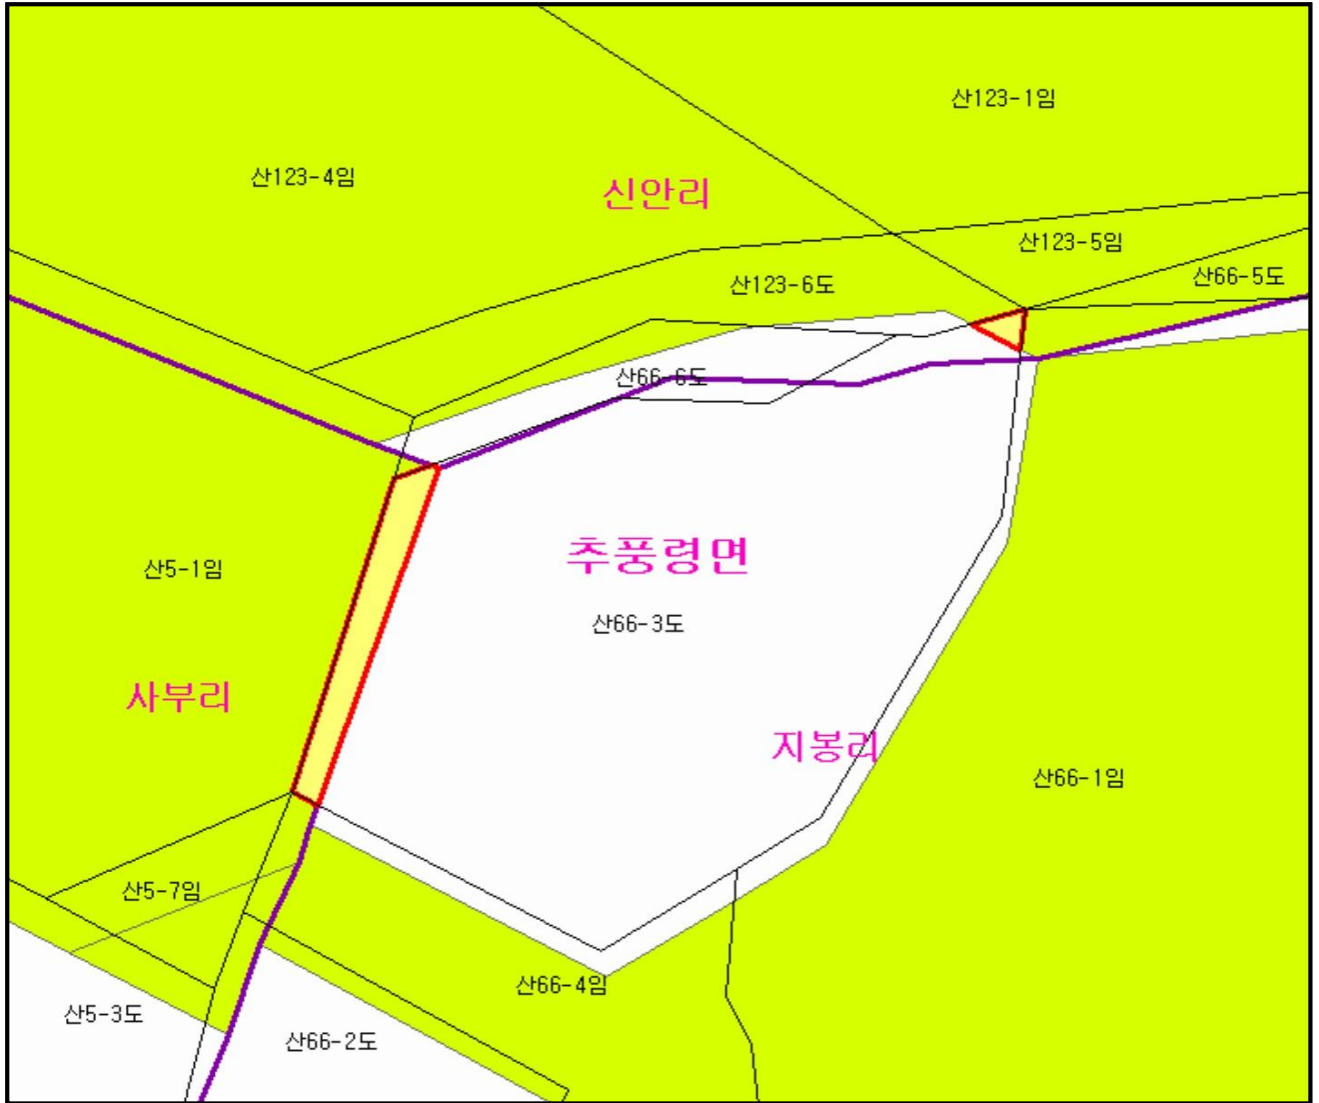 산123-1임
산123-4임
신안리
산123-5임
산66-5도
산123-6도
산66-6도
추풍령면
산5-1임
산66-3도
사부리
지봉리
산66-1임
산5-7임
산66-4임
산5-3도
산66-2도